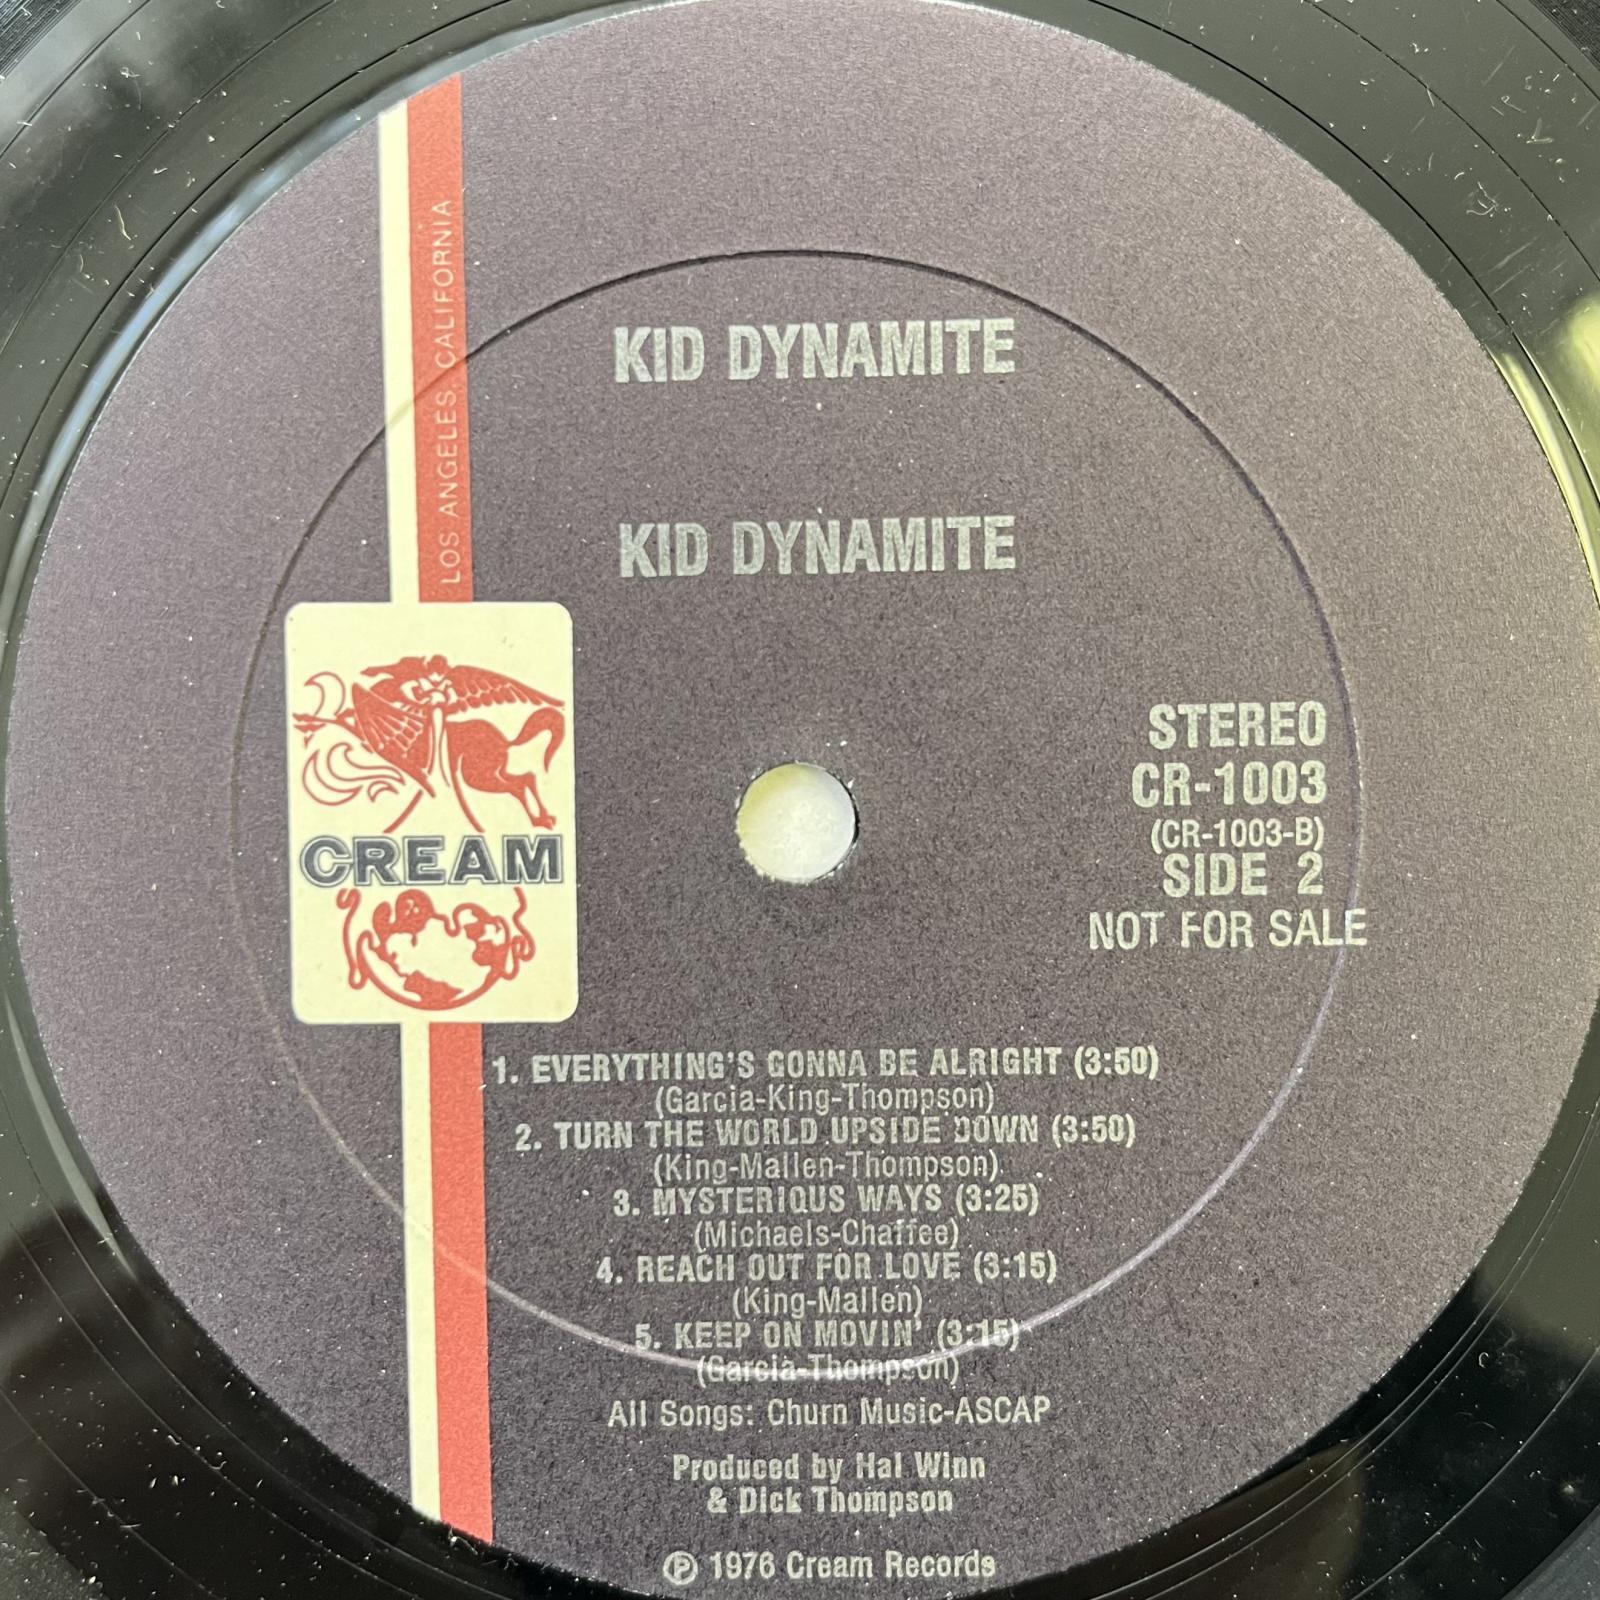 LOS ANGELES, CALIFORNIA
KID DYNAMITE
KID DYNAMITE
CREAM
STEREO
CR-1003
(CR-1003-B)
SIDE 2
NOT FOR SALE
1. EVERYTHING'S GONNA BE ALRIGHT (3:50)
(Garcia-King-Thompson)
2. TURN THE WORLD UPSIDE DOWN (3:50)
(King-Mallen-Thompson)
3. MYSTERIOUS WAYS (3:25)
(Michaels-Chaffee)
4. REACH OUT FOR LOVE (3:15)
(King-Mallen)
5. KEEP ON MOVIN' (3:15)
(Garcia-Thompson)
All Songs: Churn Music-ASCAP
Produced by Hal Winn
& Dick Thompson
℗ 1976 Cream Records